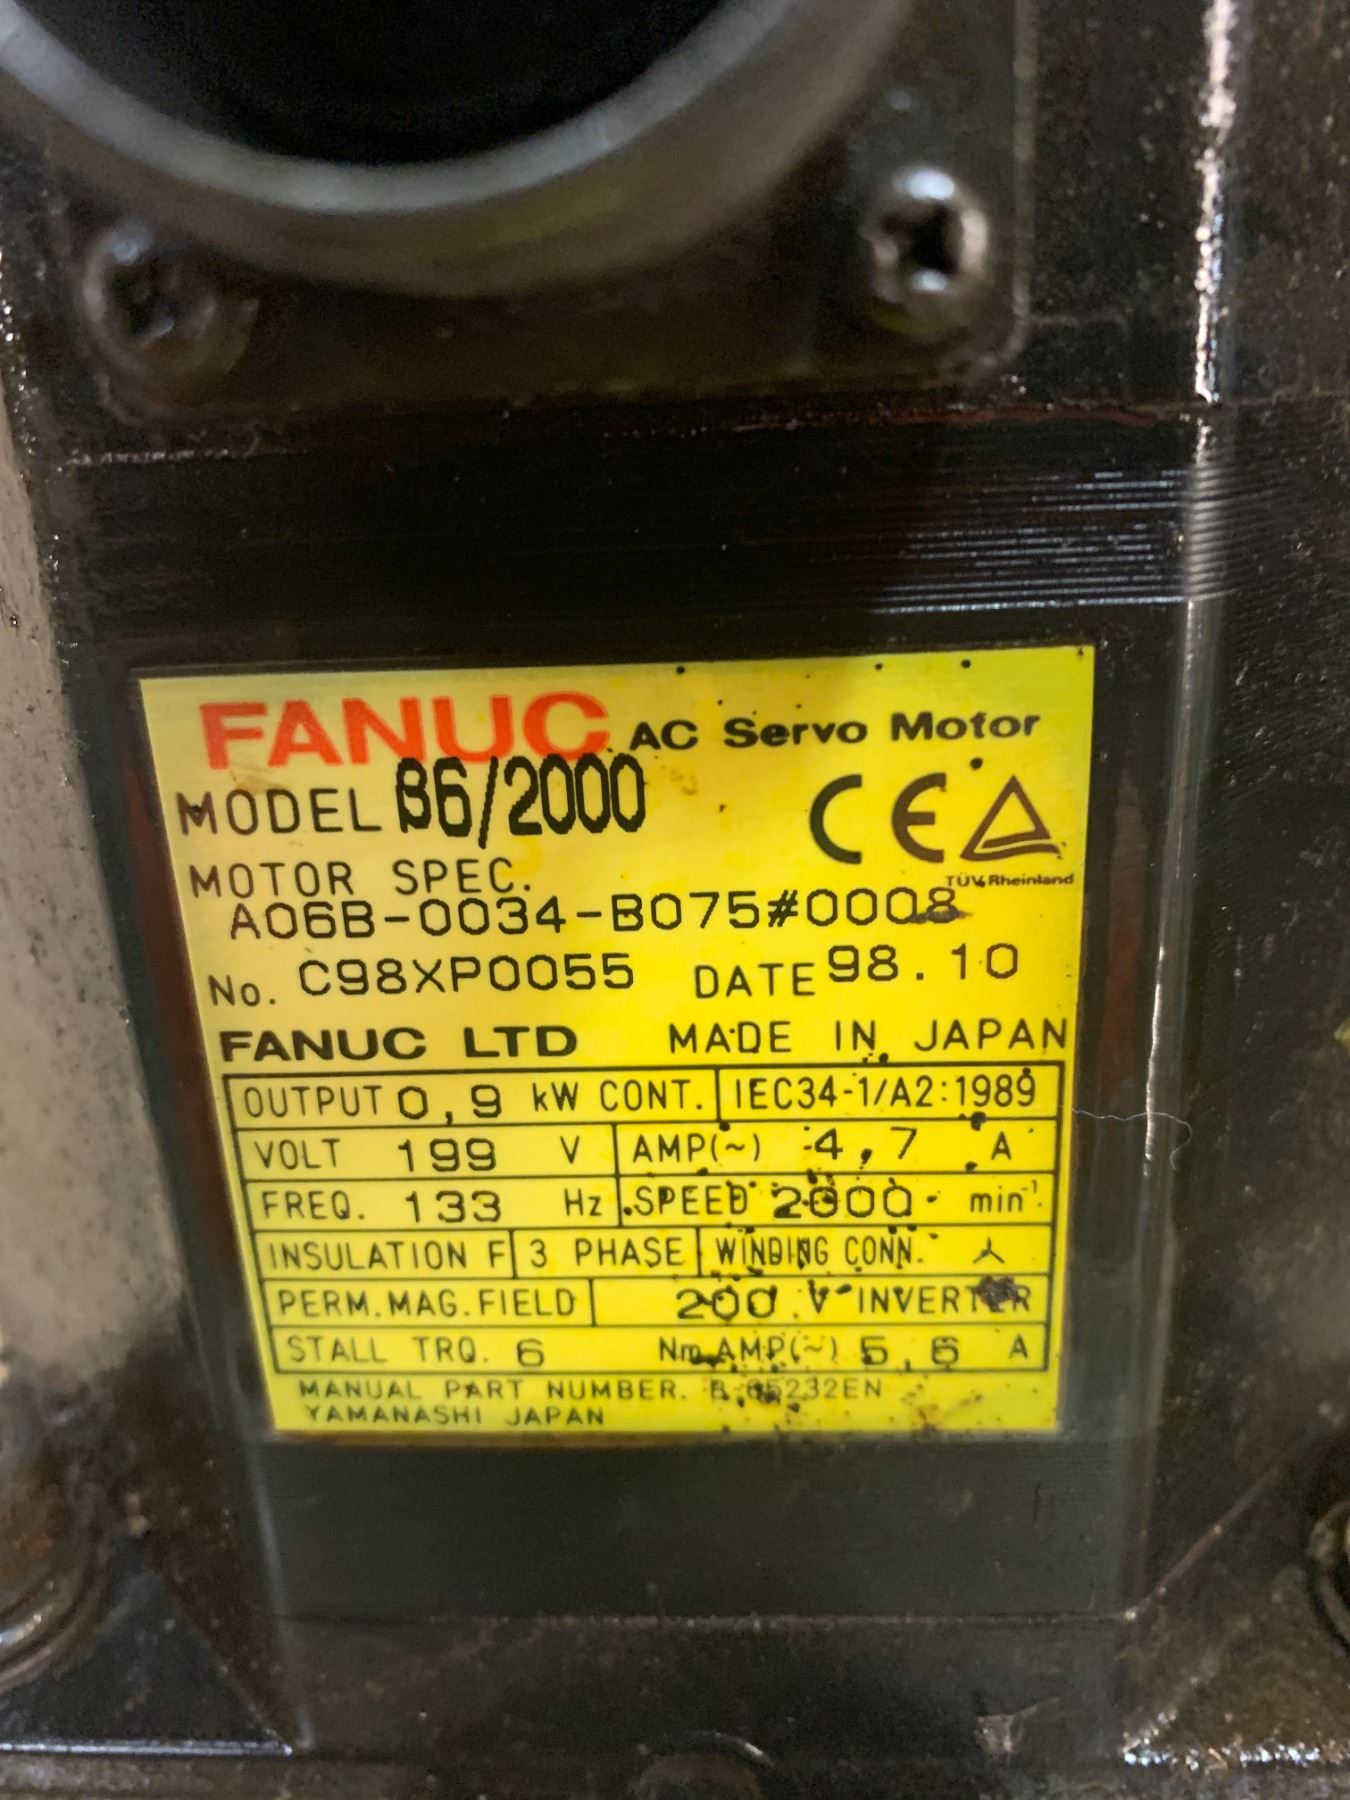 FANUC AC Servo Motor
MODEL β6/2000
CE
TÜV Rheinland
MOTOR SPEC.
A06B-0034-B075#0008
No. C98XP0055 DATE 98.10
FANUC LTD MADE IN JAPAN
OUTPUT 0,9 kW CONT. IEC34-1/A2:1989
VOLT 199 V AMP(~) 4,7 A
FREQ. 133 Hz SPEED 2000 min⁻¹
INSULATION F 3 PHASE WINDING CONN.
PERM.MAG.FIELD 200 V INVERTER
STALL TRQ. 6 Nm AMP(~) 5,6 A
MANUAL PART NUMBER. B-65232EN
YAMANASHI JAPAN